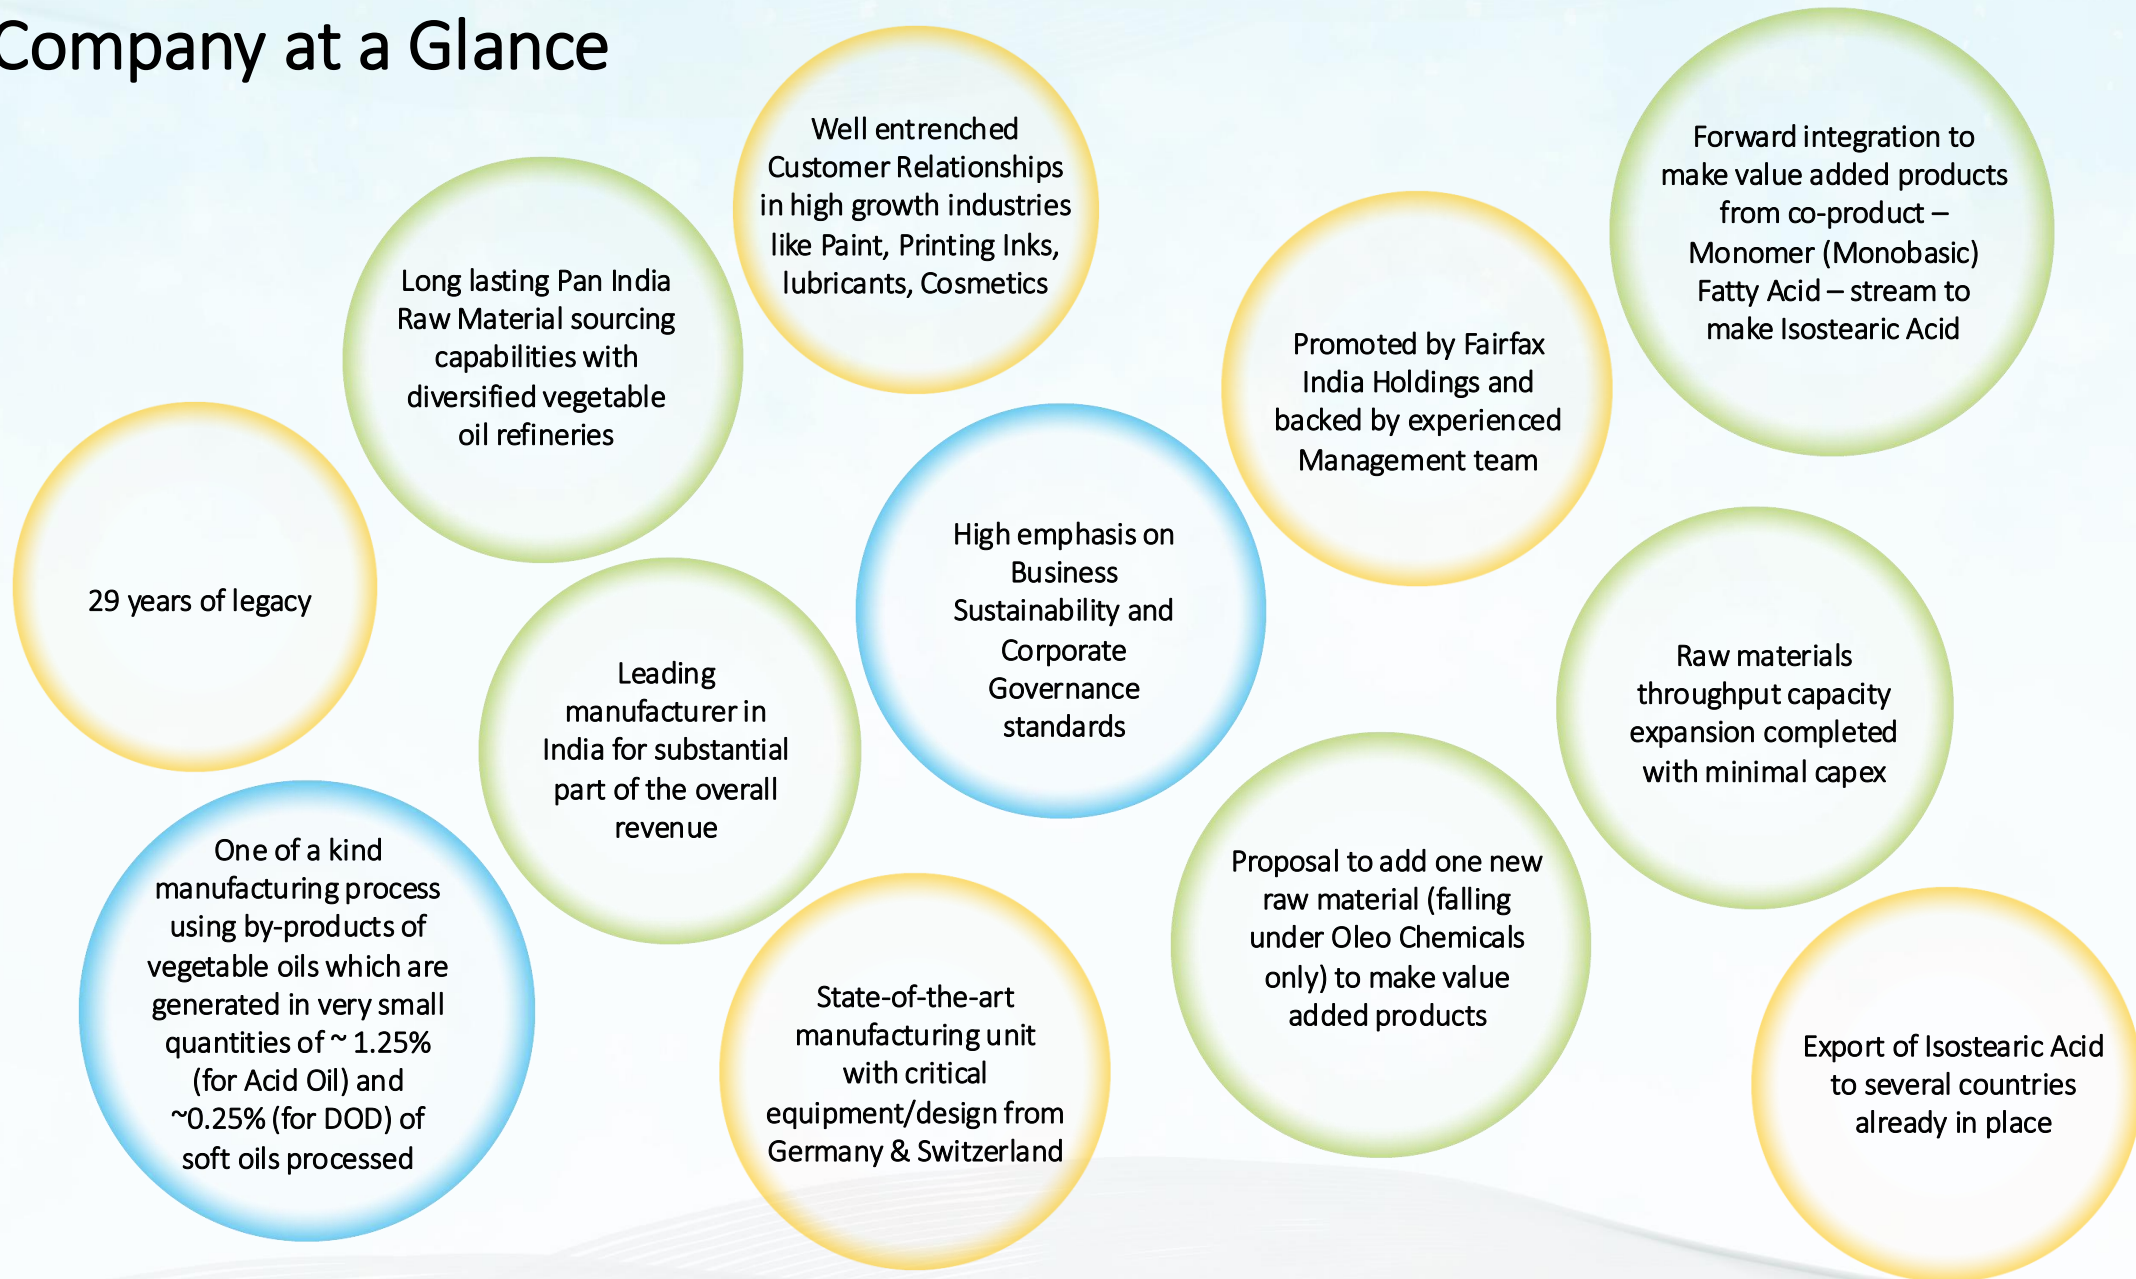 Company at a Glance
Well entrenched
Customer Relationships
in high growth industries
like Paint, Printing Inks,
lubricants, Cosmetics
Forward integration to
make value added products
from co-product –
Monomer (Monobasic)
Fatty Acid – stream to
make Isostearic Acid
Long lasting Pan India
Raw Material sourcing
capabilities with
diversified vegetable
oil refineries
Promoted by Fairfax
India Holdings and
backed by experienced
Management team
29 years of legacy
High emphasis on
Business
Sustainability and
Corporate
Governance
standards
Leading
manufacturer in
India for substantial
part of the overall
revenue
Raw materials
throughput capacity
expansion completed
with minimal capex
One of a kind
manufacturing process
using by-products of
vegetable oils which are
generated in very small
quantities of ~ 1.25%
(for Acid Oil) and
~0.25% (for DOD) of
soft oils processed
State-of-the-art
manufacturing unit
with critical
equipment/design from
Germany & Switzerland
Proposal to add one new
raw material (falling
under Oleo Chemicals
only) to make value
added products
Export of Isostearic Acid
to several countries
already in place